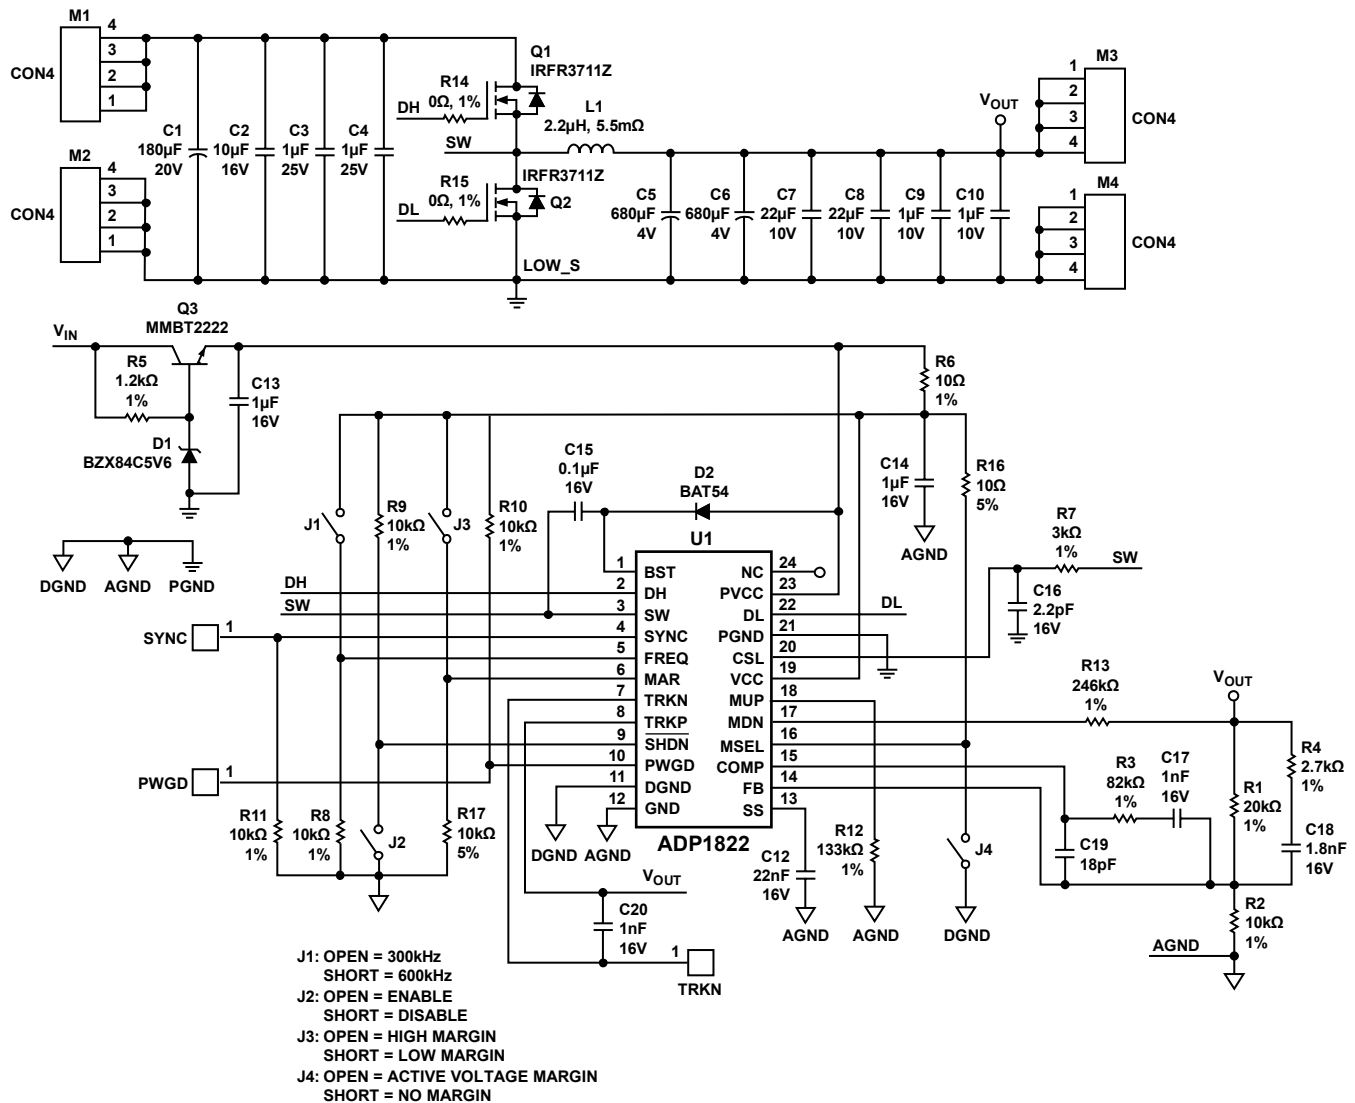 M1
4
3
2
1
CON4
M2
4
3
2
1
CON4
C1
180µF
20V
C2
10µF
16V
C3
1µF
25V
C4
1µF
25V
Q1
IRFR3711Z
R14
0Ω, 1%
DH
L1
2.2µH, 5.5mΩ
SW
IRFR3711Z
Q2
R15
0Ω, 1%
DL
LOW_S
C5
680µF
4V
C6
680µF
4V
C7
22µF
10V
C8
22µF
10V
C9
1µF
10V
C10
1µF
10V
VOUT
M3
1
2
3
4
CON4
M4
1
2
3
4
CON4
VIN
Q3
MMBT2222
R5
1.2kΩ
1%
C13
1µF
16V
D1
BZX84C5V6
DGND
AGND
PGND
R6
10Ω
1%
C15
0.1µF
16V
D2
BAT54
C14
1µF
16V
AGND
R16
10Ω
5%
J1
R9
10kΩ
1%
J3
R10
10kΩ
1%
R7
3kΩ
1%
SW
C16
2.2pF
16V
U1
1 BST
2 DH
3 SW
4 SYNC
5 FREQ
6 MAR
7 TRKN
8 TRKP
9 SHDN
10 PWGD
11 DGND
12 GND
24 NC
23 PVCC
22 DL
21 PGND
20 CSL
19 VCC
18 MUP
17 MDN
16 MSEL
15 COMP
14 FB
13 SS
ADP1822
DH
SW
DL
SYNC 1
PWGD 1
R11
10kΩ
1%
R8
10kΩ
1%
J2
R17
10kΩ
5%
DGND
AGND
VOUT
C20
1nF
16V
1
TRKN
C12
22nF
16V
AGND
R12
133kΩ
1%
AGND
J4
DGND
R13
246kΩ
1%
VOUT
R3
82kΩ
1%
C17
1nF
16V
C19
18pF
R1
20kΩ
1%
R4
2.7kΩ
1%
C18
1.8nF
16V
R2
10kΩ
1%
AGND
J1: OPEN = 300kHz
SHORT = 600kHz
J2: OPEN = ENABLE
SHORT = DISABLE
J3: OPEN = HIGH MARGIN
SHORT = LOW MARGIN
J4: OPEN = ACTIVE VOLTAGE MARGIN
SHORT = NO MARGIN